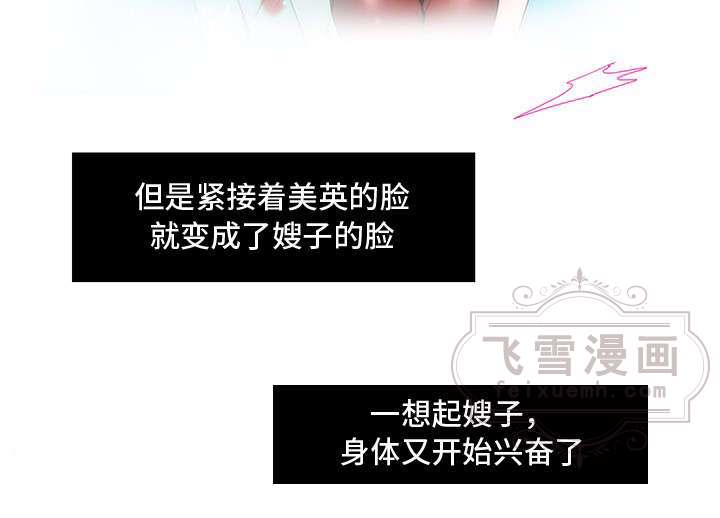 但是紧接着美英的脸
就变成了嫂子的脸
飞雪漫画
feixuemh.com
一想起嫂子，
身体又开始兴奋了